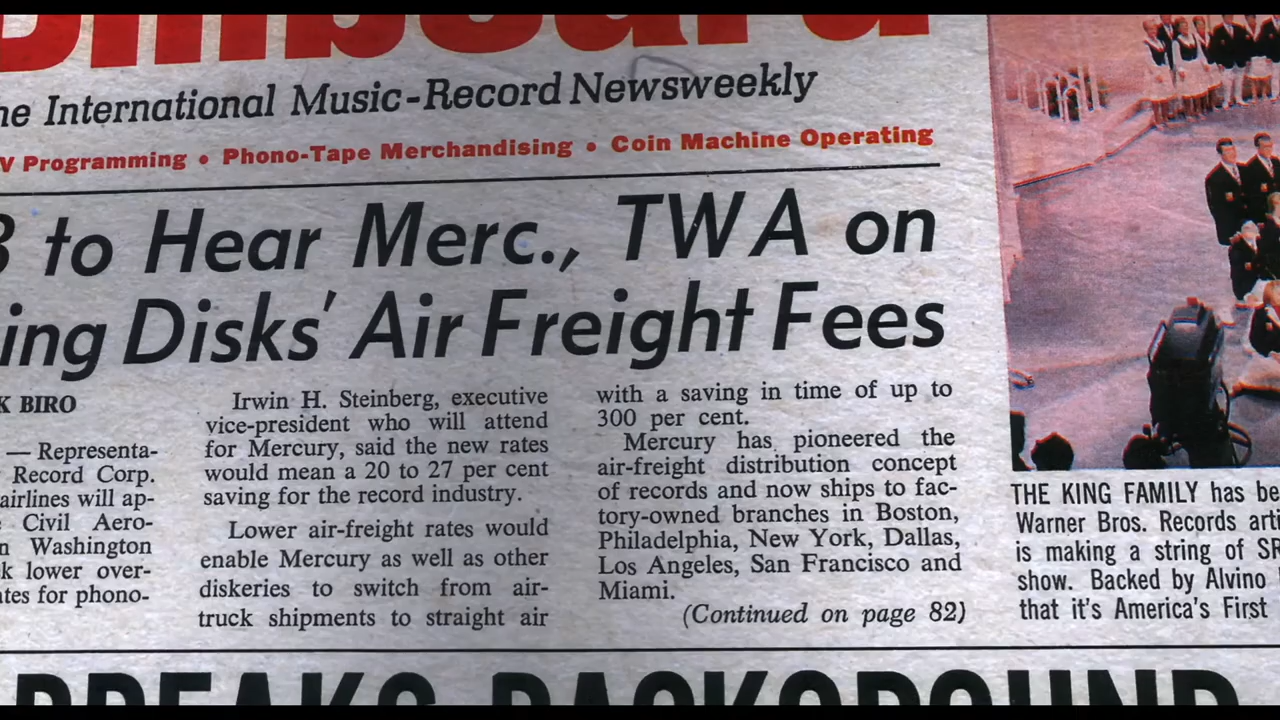 Billboard
The International Music-Record Newsweekly
V Programming • Phono-Tape Merchandising • Coin Machine Operating
to Hear Merc., TWA on
ing Disks' Air Freight Fees
K BIRO
— Representa-
Record Corp.
airlines will ap-
Civil Aero-
n Washington
k lower over-
tes for phono-
Irwin H. Steinberg, executive
vice-president who will attend
for Mercury, said the new rates
would mean a 20 to 27 per cent
saving for the record industry.
Lower air-freight rates would
enable Mercury as well as other
diskeries to switch from air-
truck shipments to straight air
with a saving in time of up to
300 per cent.
Mercury has pioneered the
air-freight distribution concept
of records and now ships to fac-
tory-owned branches in Boston,
Philadelphia, New York, Dallas,
Los Angeles, San Francisco and
Miami.
(Continued on page 82)
THE KING FAMILY has be
Warner Bros. Records arti
is making a string of SR
show. Backed by Alvino
that it's America's First
BREAKS BACKGROUND